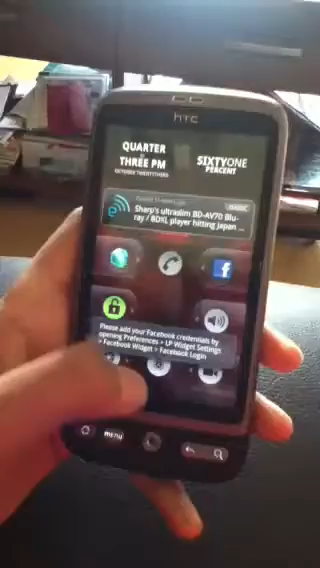 hTC
QUARTER
THREE PM
OCTOBER TWENTYTHIRD
SIXTYONE
PERCENT
Sharp's ultraslim BD-AV70 Blu-
ray / BDXL player hitting Japan ...
Please add your Facebook credentials by
opening Preferences > LP Widget Settings
> Facebook Widget > Facebook Login
menu